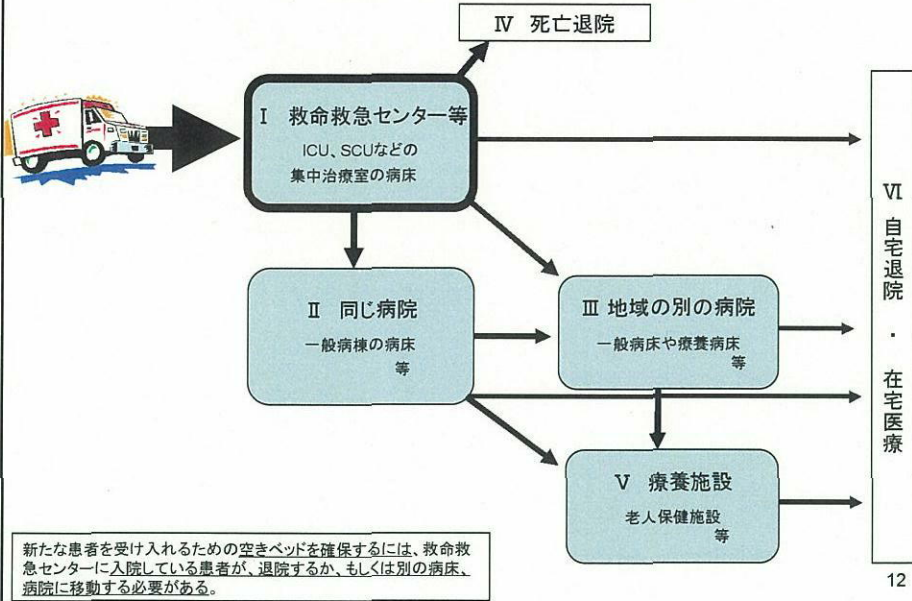 Ⅳ 死亡退院
Ⅰ 救命救急センター等
ICU、SCUなどの
集中治療室の病床
Ⅱ 同じ病院
一般病棟の病床
等
Ⅲ 地域の別の病院
一般病床や療養病床
等
Ⅴ 療養施設
老人保健施設
等
Ⅵ 自宅退院・在宅医療
新たな患者を受け入れるための空きベッドを確保するには、救命救
急センターに入院している患者が、退院するか、もしくは別の病床、
病院に移動する必要がある。
12